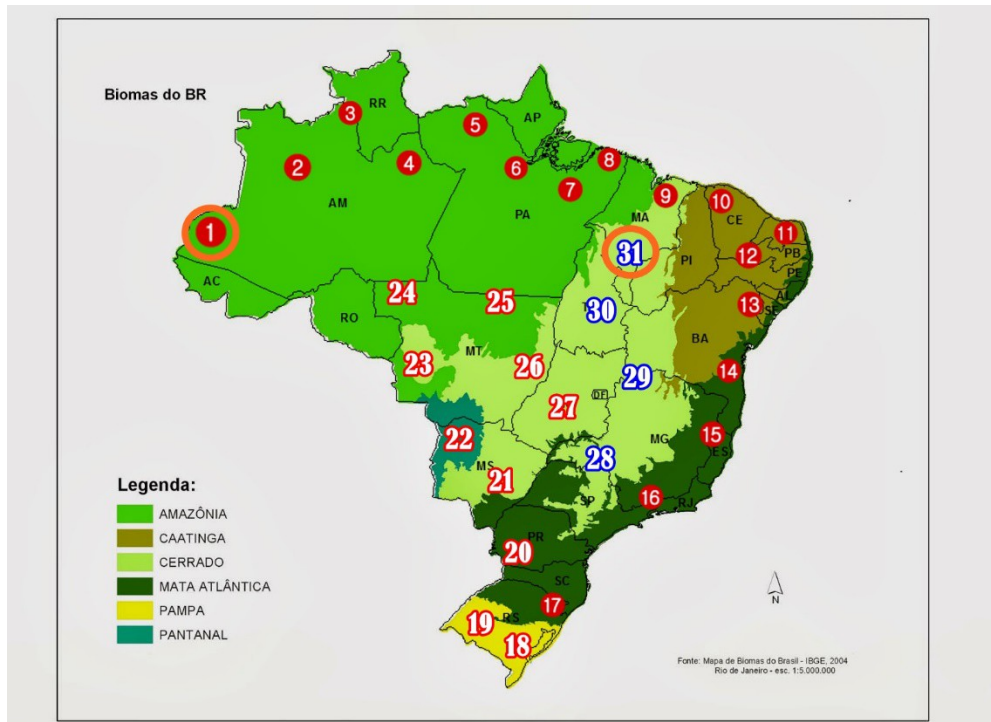 Biomas do BR
RR
AP
3
5
2
4
6
8
7
9
10
AM
PA
MA
CE
1
11
31
12
PB
PI
PE
AC
24
25
30
13
AL
SE
RO
BA
MT
23
26
29
14
27
DF
22
MG
15
28
MS
ES
21
16
SP
RJ
20
PR
SC
17
19
RS
18
N
Legenda:
AMAZÔNIA
CAATINGA
CERRADO
MATA ATLÂNTICA
PAMPA
PANTANAL
Fonte: Mapa de Biomas do Brasil - IBGE, 2004
Rio de Janeiro - esc. 1:5.000.000